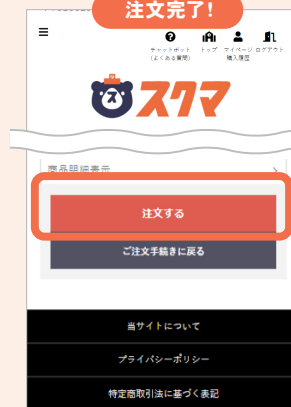 注文完了!
チャットボット
(よくある質問)
トップ
マイページ
購入履歴
ログアウト
スクマ
商品明細表示
注文する
ご注文手続きに戻る
当サイトについて
プライバシーポリシー
特定商取引法に基づく表記